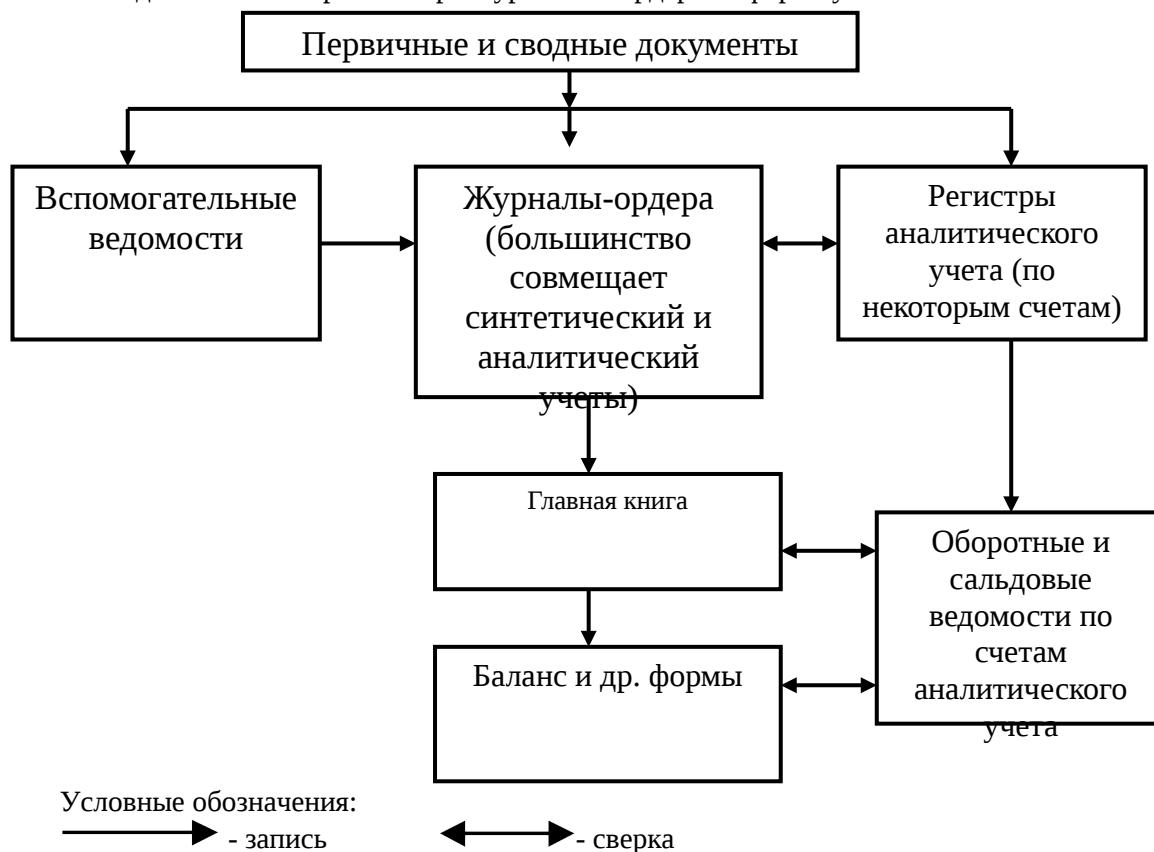 Первичные и сводные документы
Вспомогательные
ведомости
Журналы-ордера
(большинство
совмещает
синтетический и
аналитический
учеты)
Регистры
аналитического
учета (по
некоторым счетам)
Главная книга
Оборотные и
сальдовые
ведомости по
счетам
аналитического
учета
Баланс и др. формы
Условные обозначения:
- запись
- сверка